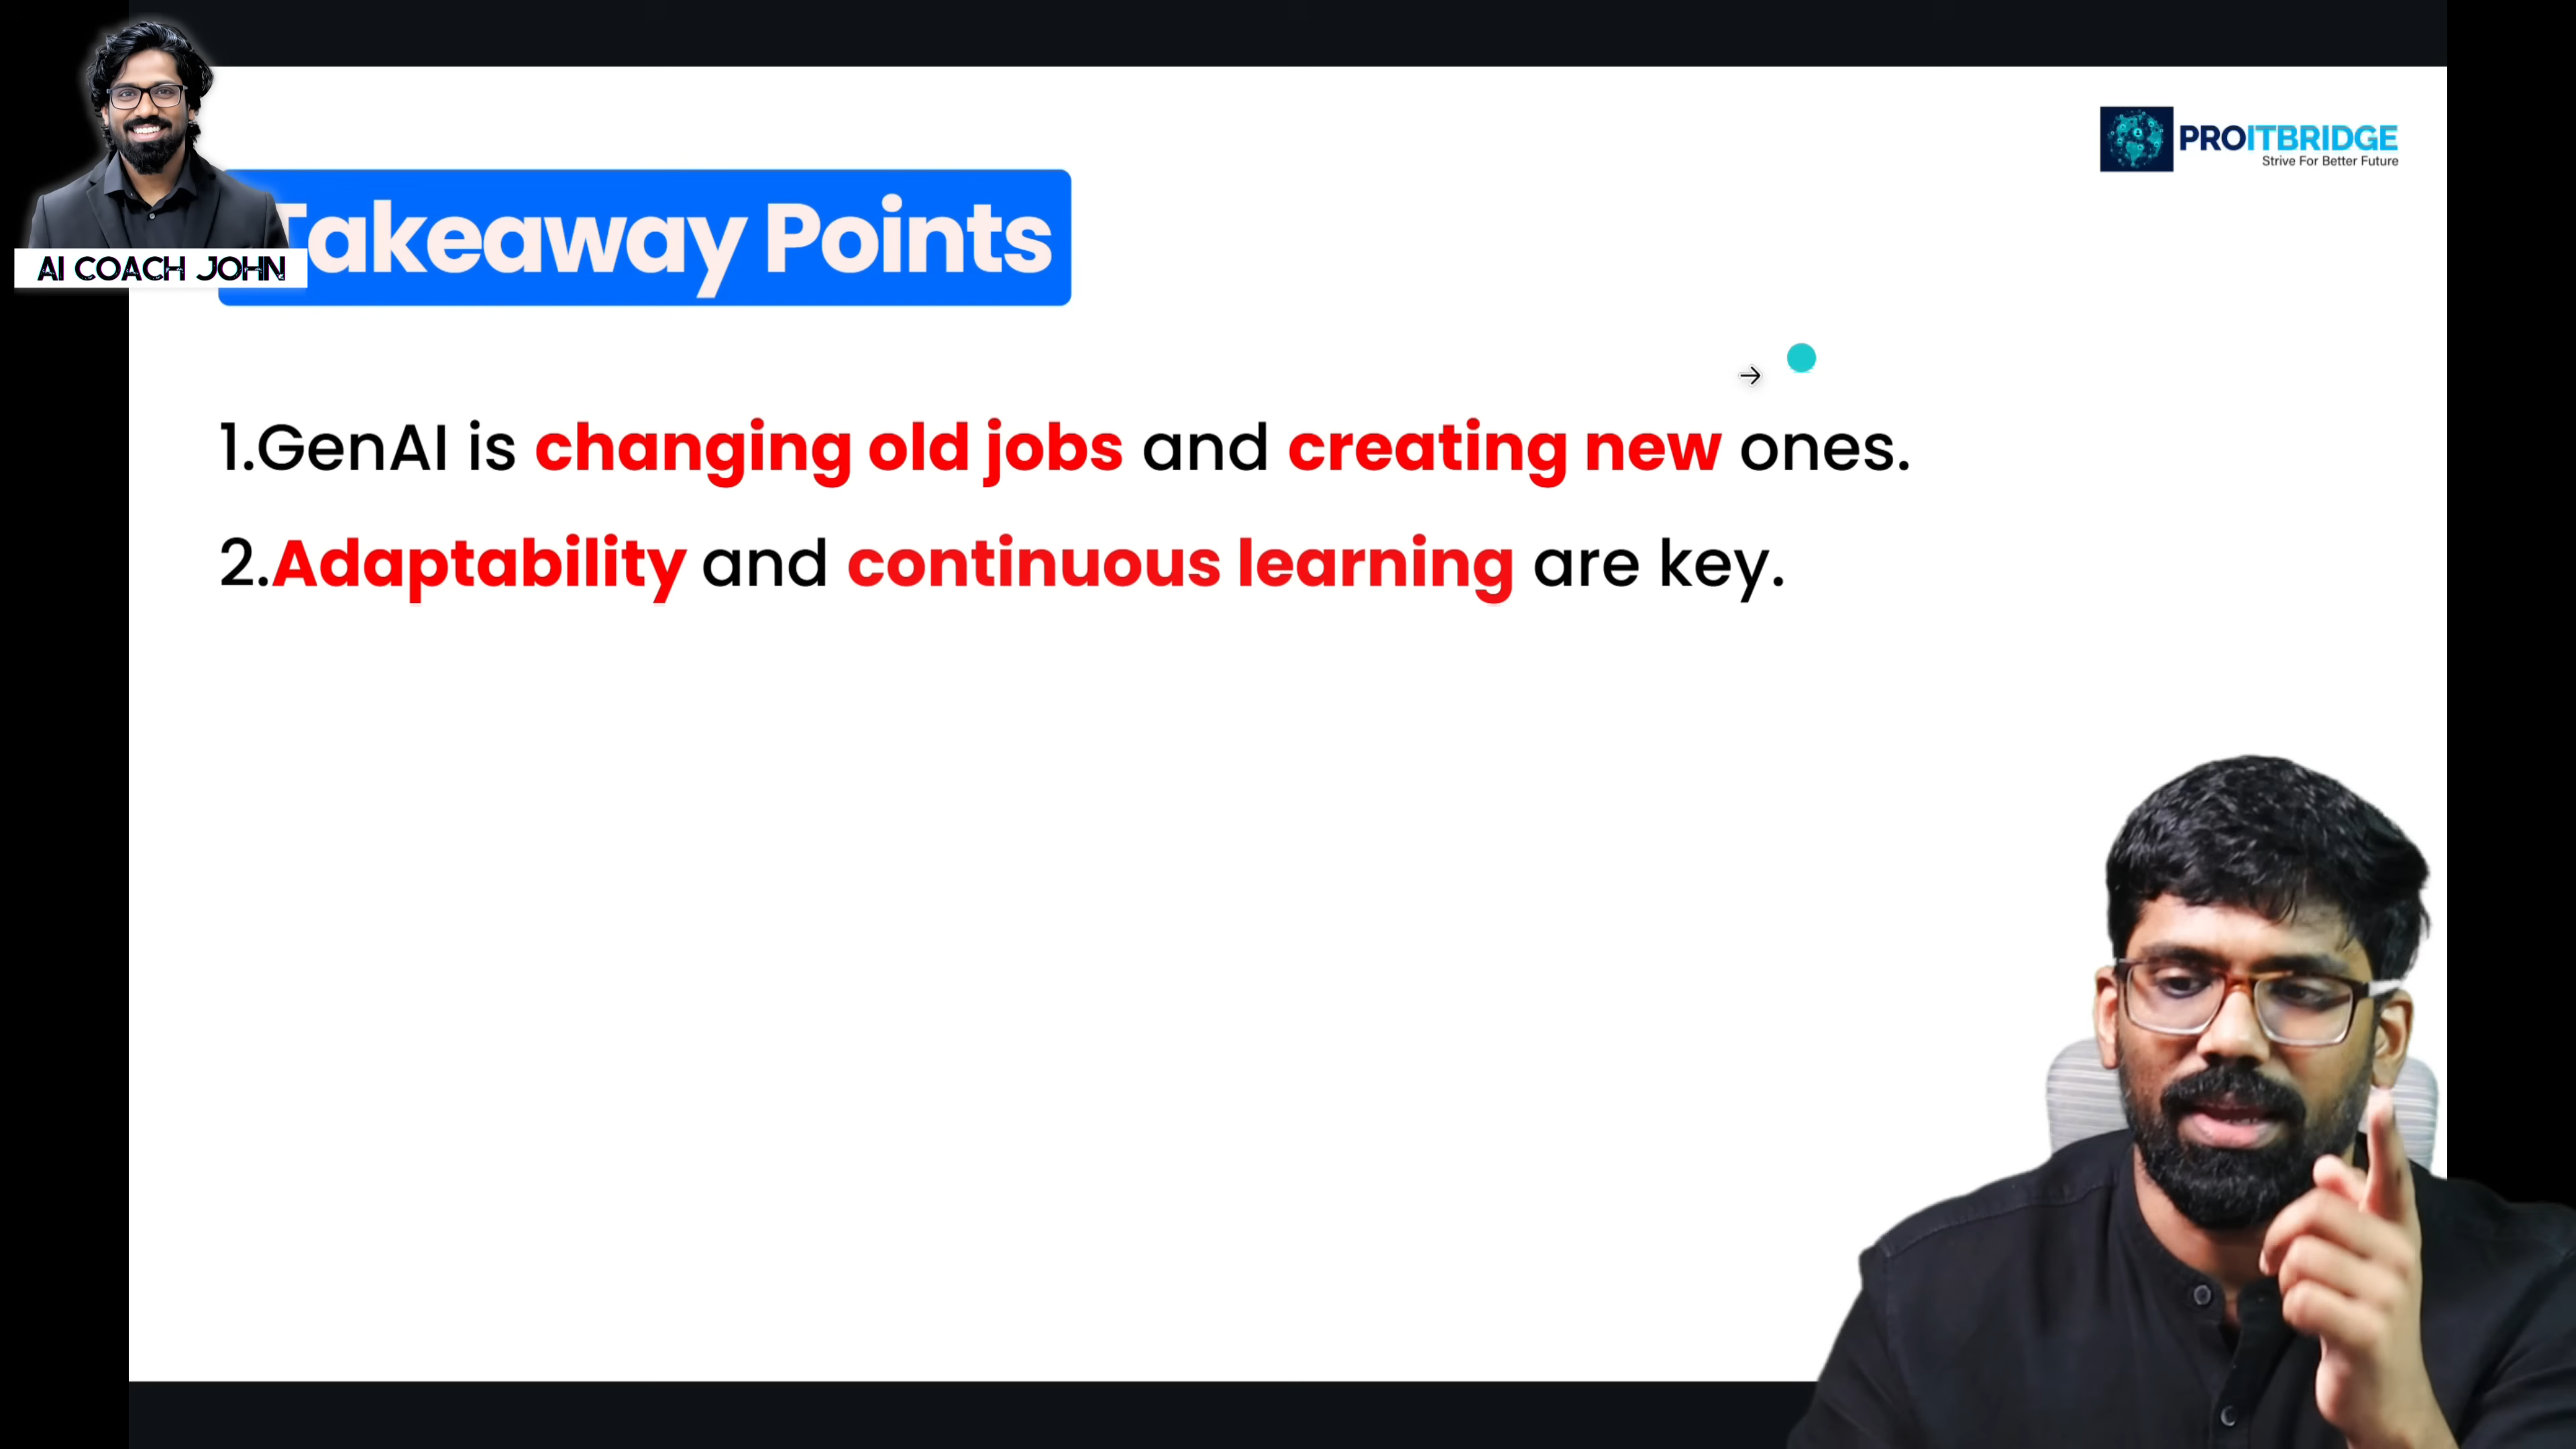 PROITBRIDGE
Strive For Better Future
Takeaway Points
AI COACH JOHN
1.GenAI is changing old jobs and creating new ones.
2.Adaptability and continuous learning are key.